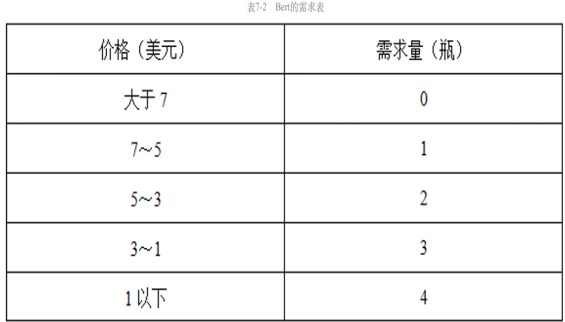 表7-2 Bert的需求表
价格（美元） 需求量（瓶）
大于 7 0
7～5 1
5～3 2
3～1 3
1 以下 4